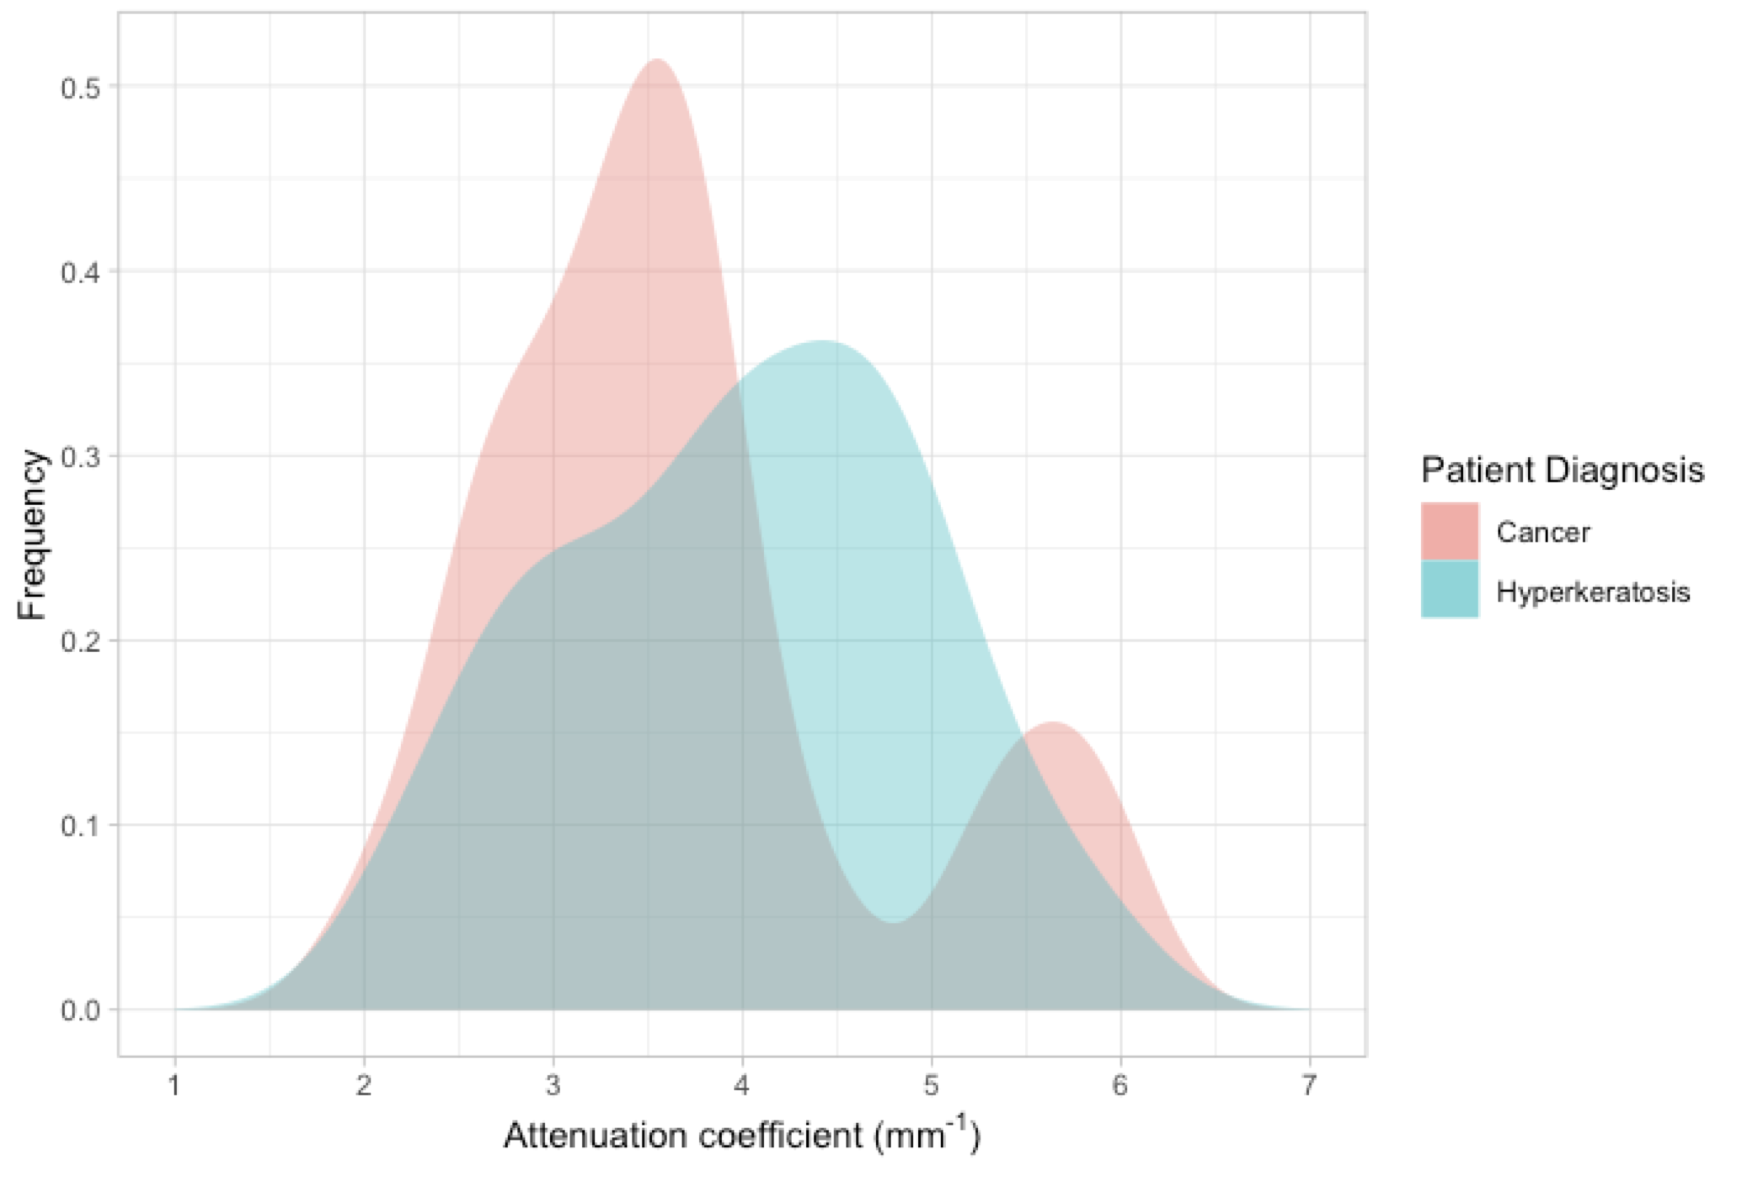 Frequency
0.5
0.4
0.3
0.2
0.1
0.0
1 2 3 4 5 6 7
Attenuation coefficient (mm⁻¹)
Patient Diagnosis
Cancer
Hyperkeratosis